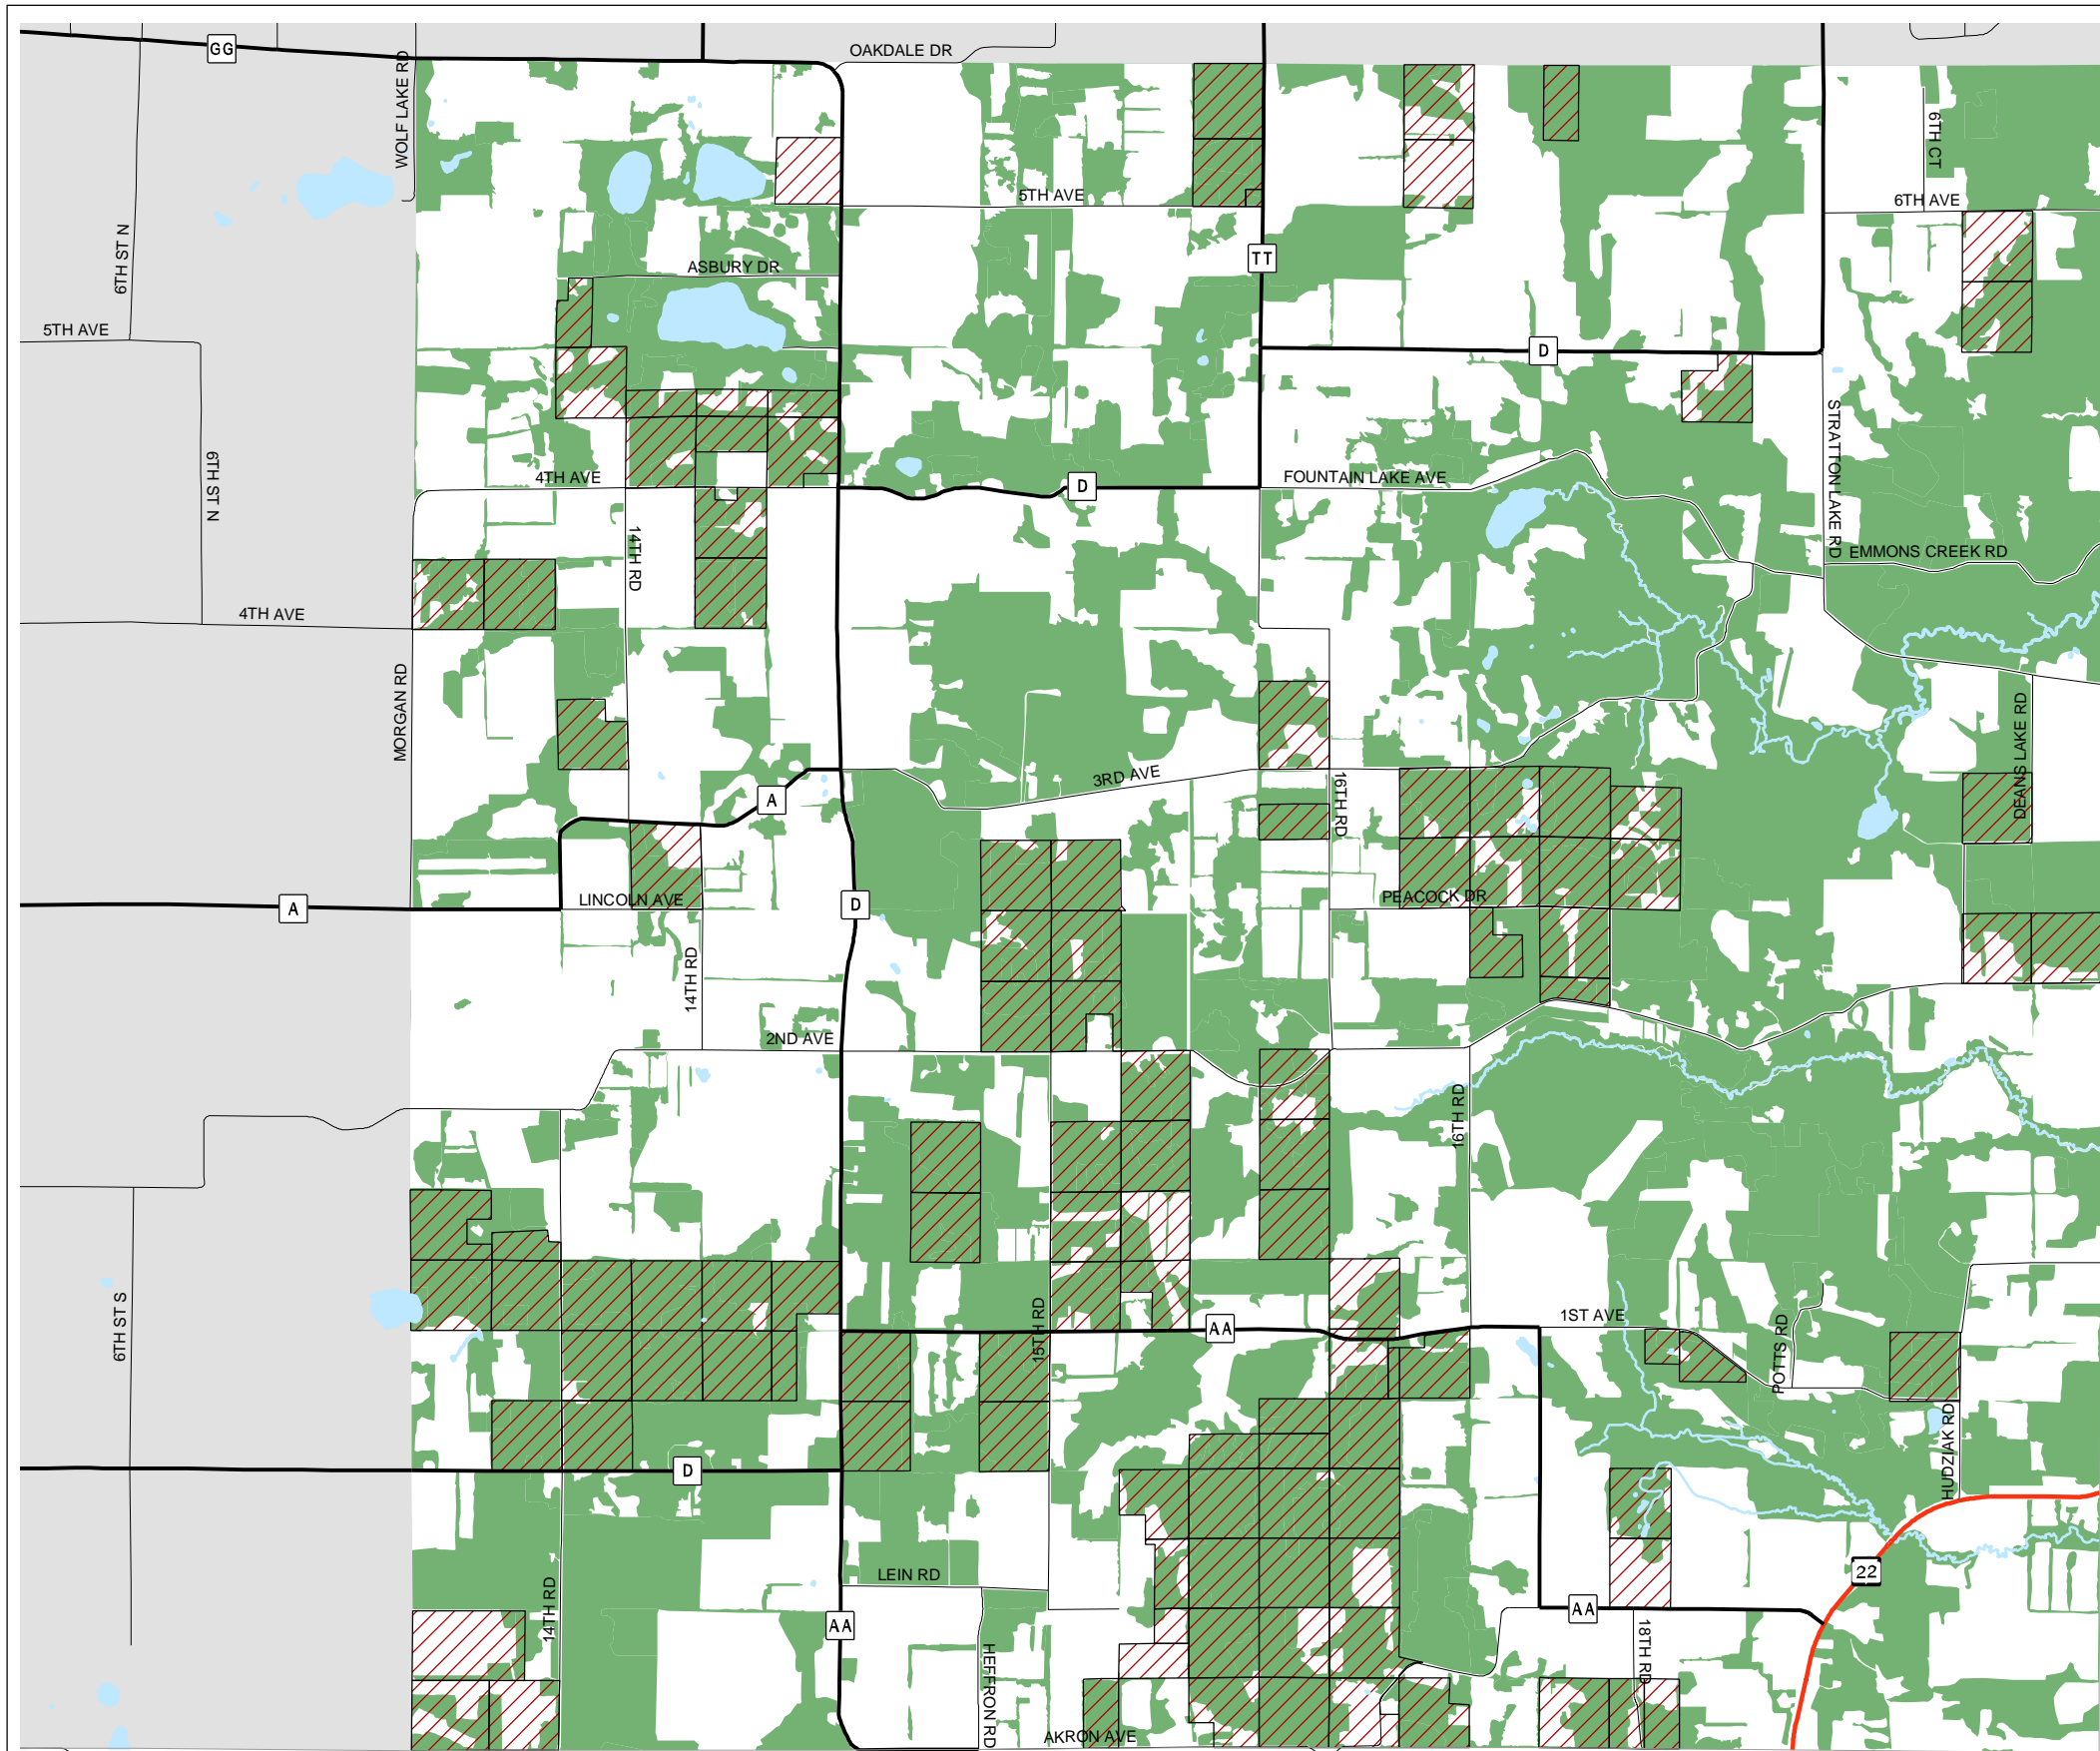 OAKDALE DR
GG
WOLF LAKE RD
6TH CT
5TH AVE
6TH AVE
6TH ST N
TT
ASBURY DR
5TH AVE
D
STRATTON LAKE RD
6TH ST N
4TH AVE
D
FOUNTAIN LAKE AVE
14TH RD
EMMONS CREEK RD
4TH AVE
MORGAN RD
DEANS LAKE RD
3RD AVE
16TH RD
A
LINCOLN AVE
PEACOCK DR
A
D
14TH RD
2ND AVE
16TH RD
6TH ST S
15TH RD
AA
1ST AVE
POTTS RD
HUDZIAK RD
D
LEIN RD
22
14TH RD
AA
AA
18TH RD
HEFFRON RD
AKRON AVE